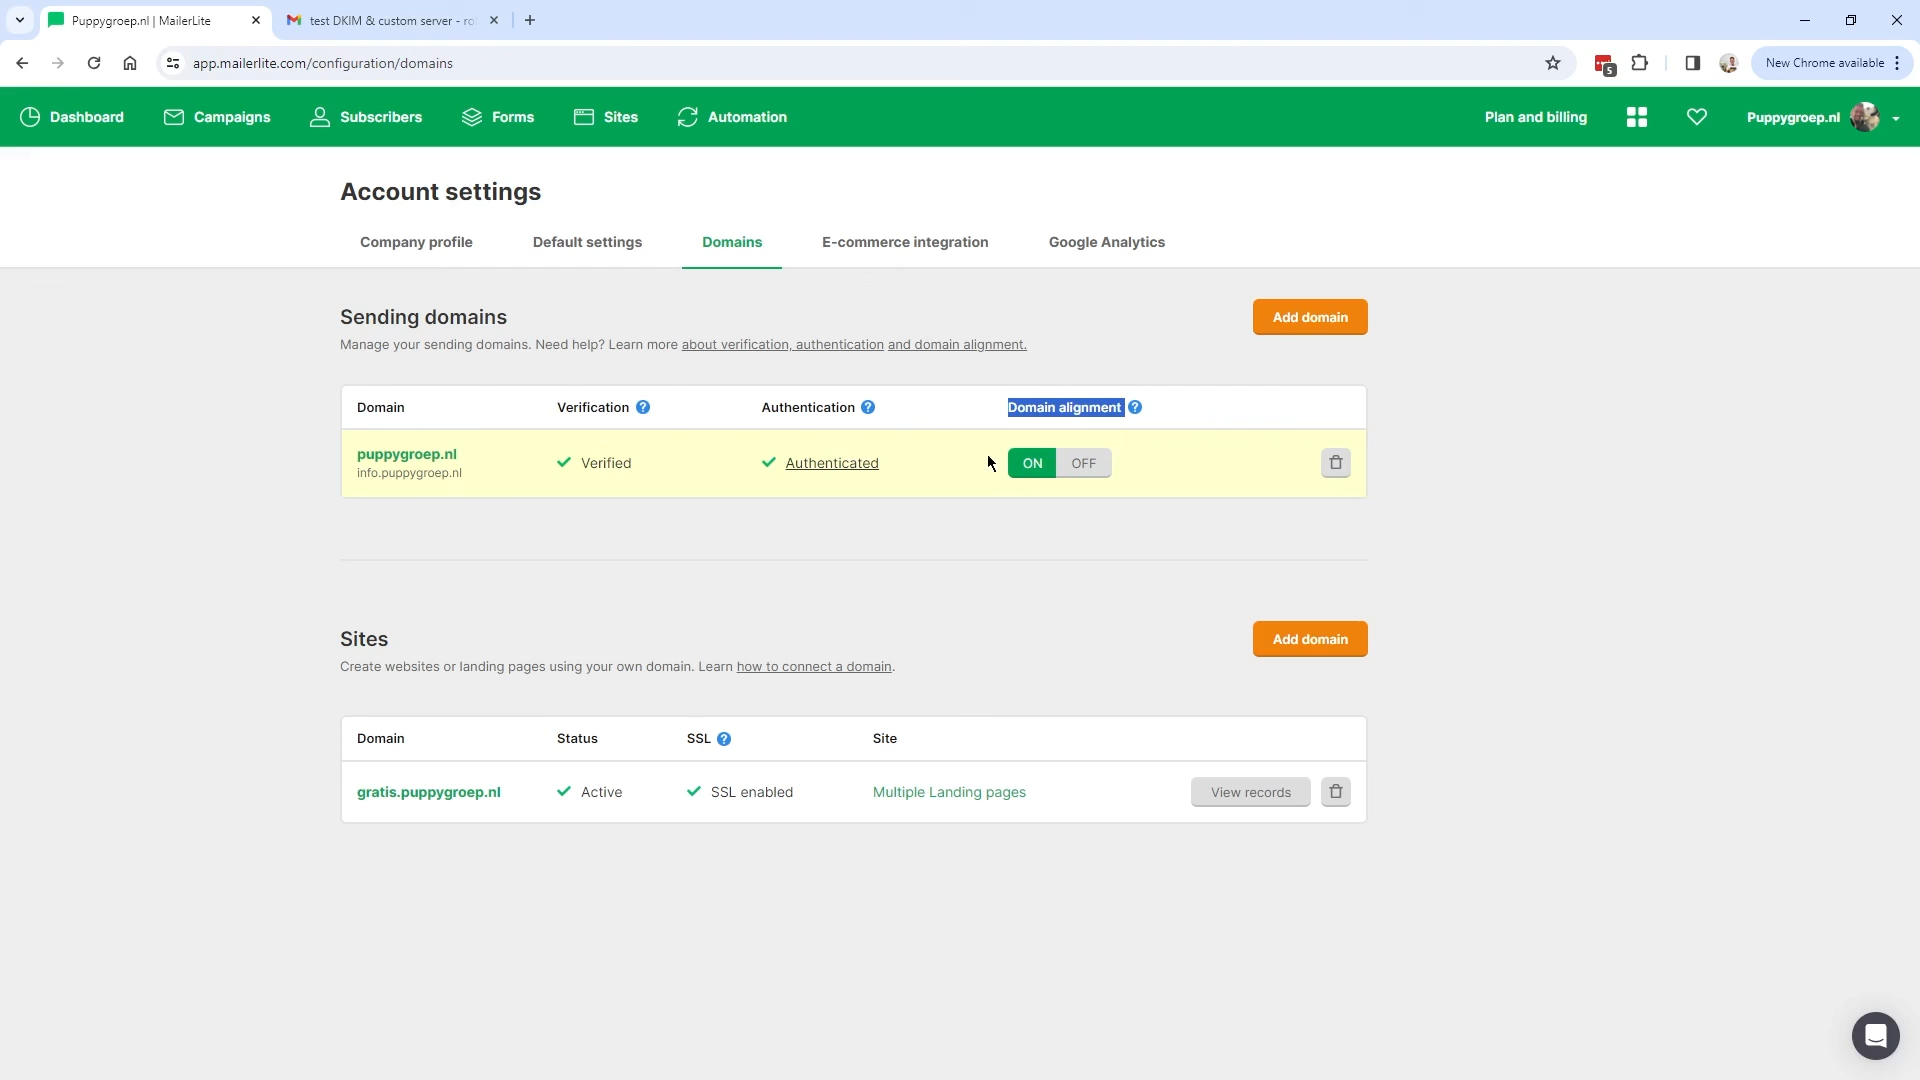 Puppygroep.nl | MailerLite
test DKIM & custom server - ro
app.mailerlite.com/configuration/domains
5
New Chrome available
Dashboard
Campaigns
Subscribers
Forms
Sites
Automation
Plan and billing
Puppygroep.nl
Account settings
Company profile
Default settings
Domains
E-commerce integration
Google Analytics
Sending domains
Add domain
Manage your sending domains. Need help? Learn more about verification, authentication and domain alignment.
Domain
Verification ?
Authentication ?
Domain alignment ?
puppygroep.nl
info.puppygroep.nl
Verified
Authenticated
ON
OFF
Sites
Add domain
Create websites or landing pages using your own domain. Learn how to connect a domain.
Domain
Status
SSL ?
Site
gratis.puppygroep.nl
Active
SSL enabled
Multiple Landing pages
View records